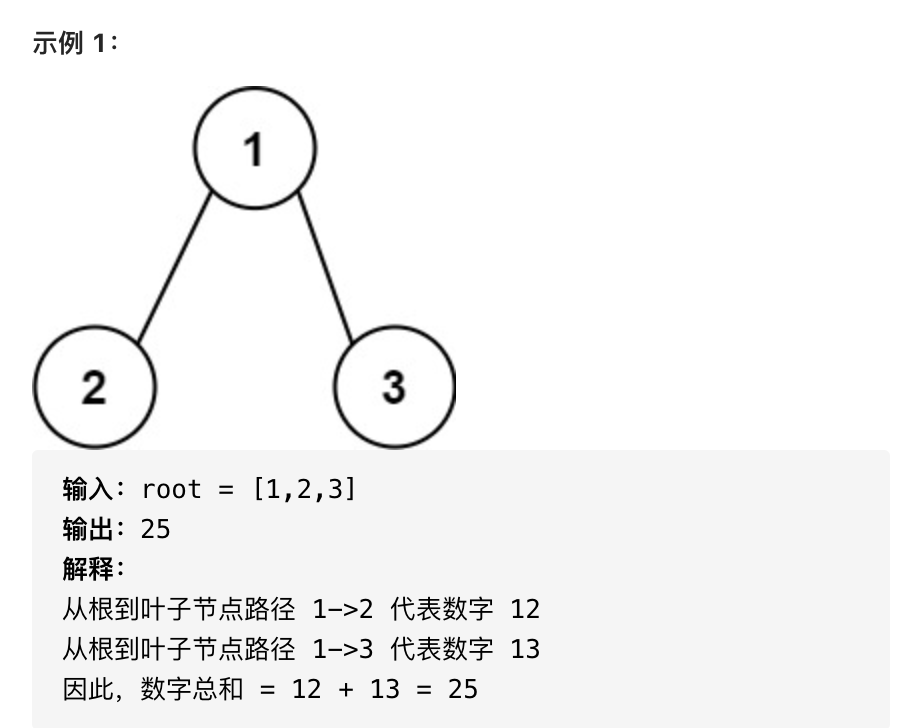 示例 1：
1
2
3
输入：root = [1,2,3]
输出：25
解释：
从根到叶子节点路径 1->2 代表数字 12
从根到叶子节点路径 1->3 代表数字 13
因此，数字总和 = 12 + 13 = 25